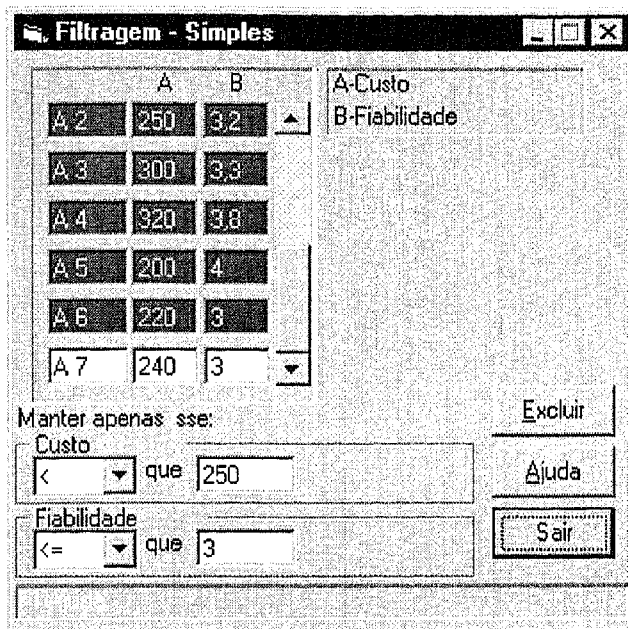 Filtragem - Simples
A B
A 2 250 3,2
A 3 300 3,3
A 4 320 3,8
A 5 200 4
A 6 220 3
A 7 240 3
A-Custo
B-Fiabilidade
Manter apenas sse:
Custo
< que 250
Fiabilidade
<= que 3
Excluir
Ajuda
Sair